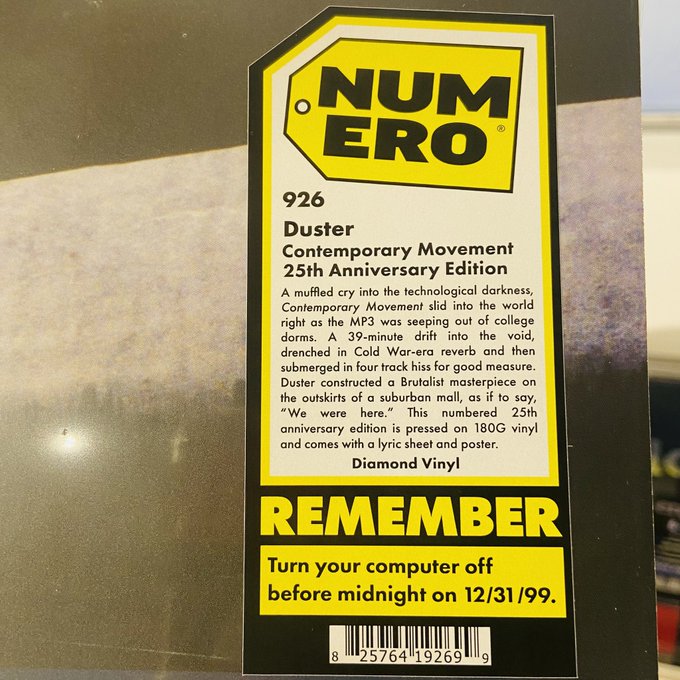 NUM
ERO®
926
Duster
Contemporary Movement
25th Anniversary Edition
A muffled cry into the technological darkness,
Contemporary Movement slid into the world
right as the MP3 was seeping out of college
dorms. A 39-minute drift into the void,
drenched in Cold War-era reverb and then
submerged in four track hiss for good measure.
Duster constructed a Brutalist masterpiece on
the outskirts of a suburban mall, as if to say,
“We were here.” This numbered 25th
anniversary edition is pressed on 180G vinyl
and comes with a lyric sheet and poster.
Diamond Vinyl
REMEMBER
Turn your computer off
before midnight on 12/31/99.
8 25764 19269 9